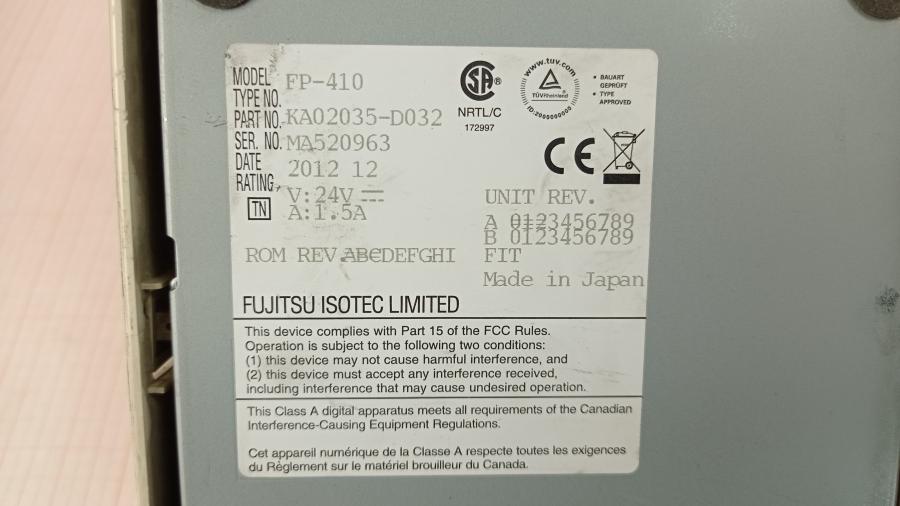 MODEL FP-410
TYPE NO.
PART NO. KA02035-D032
SER. NO. MA520963
DATE 2012 12
RATING, V:24V
TN A:1.5A
SA®
NRTL/C
172997
www.tuv.com
TÜVRheinland®
ID:2000000000
• BAUART
GEPRÜFT
• TYPE
APPROVED
CE
UNIT REV.
A 0123456789
B 0123456789
ROM REV.ABCDEFGHI FIT
Made in Japan
FUJITSU ISOTEC LIMITED
This device complies with Part 15 of the FCC Rules.
Operation is subject to the following two conditions:
(1) this device may not cause harmful interference, and
(2) this device must accept any interference received,
including interference that may cause undesired operation.
This Class A digital apparatus meets all requirements of the Canadian
Interference-Causing Equipment Regulations.
Cet appareil numérique de la Classe A respecte toutes les exigences
du Règlement sur le matériel brouilleur du Canada.